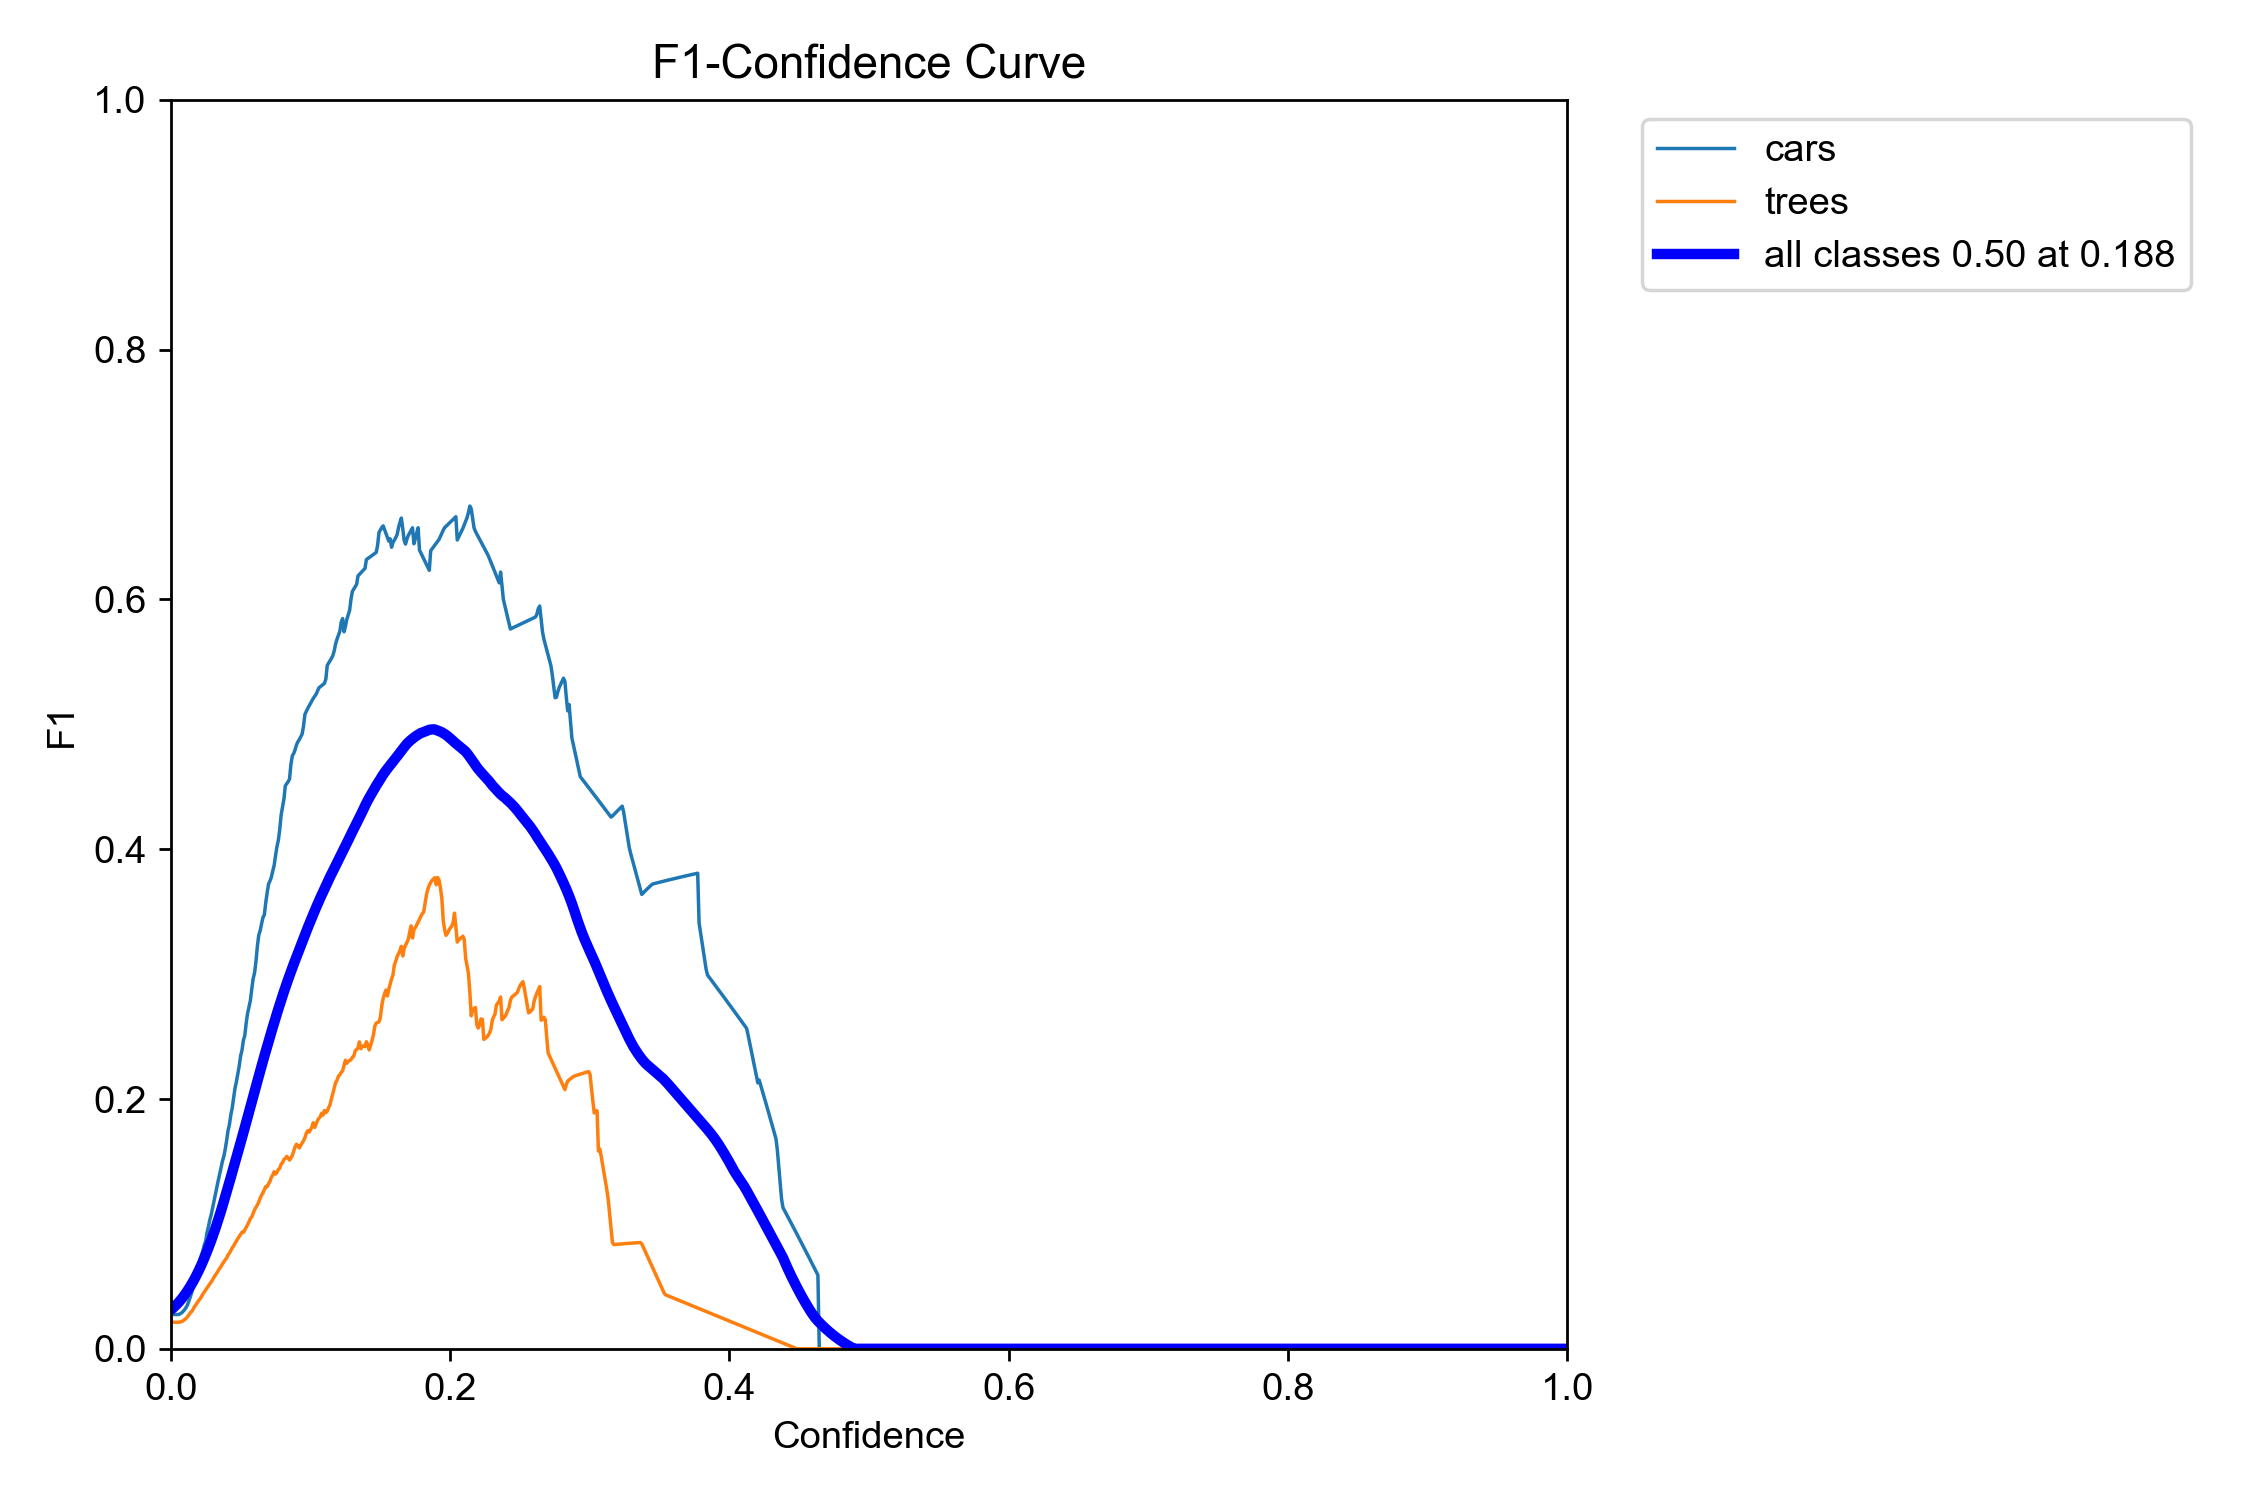 F1-Confidence Curve
1.0
0.8
0.6
0.4
0.2
0.0
F1
0.0 0.2 0.4 0.6 0.8 1.0
Confidence
cars
trees
all classes 0.50 at 0.188